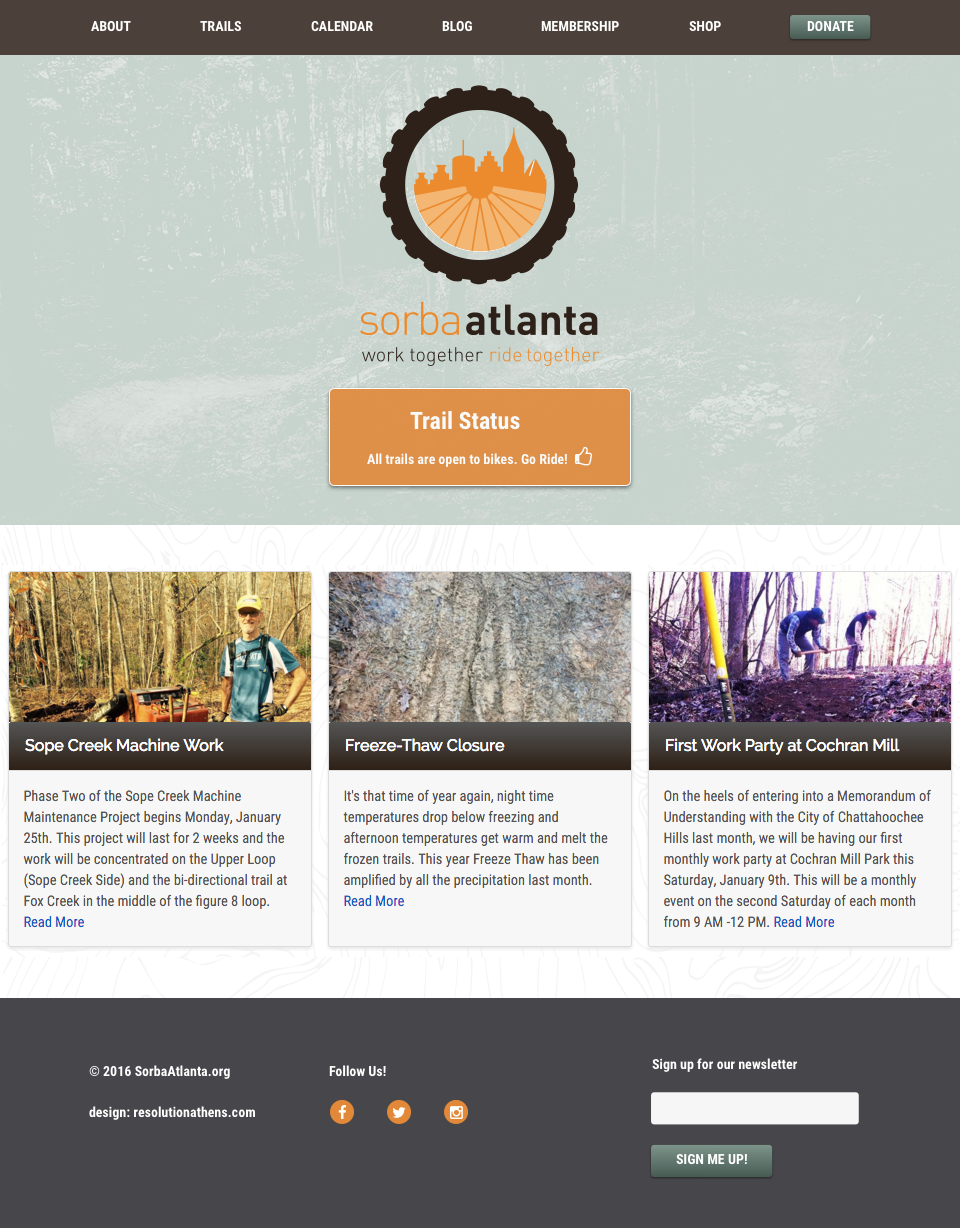 ABOUT TRAILS CALENDAR BLOG MEMBERSHIP SHOP DONATE
sorbaatlanta
work together ride together
Trail Status
All trails are open to bikes. Go Ride!
Sope Creek Machine Work
Phase Two of the Sope Creek Machine
Maintenance Project begins Monday, January
25th. This project will last for 2 weeks and the
work will be concentrated on the Upper Loop
(Sope Creek Side) and the bi-directional trail at
Fox Creek in the middle of the figure 8 loop.
Read More
Freeze-Thaw Closure
It's that time of year again, night time
temperatures drop below freezing and
afternoon temperatures get warm and melt the
frozen trails. This year Freeze Thaw has been
amplified by all the precipitation last month.
Read More
First Work Party at Cochran Mill
On the heels of entering into a Memorandum of
Understanding with the City of Chattahoochee
Hills last month, we will be having our first
monthly work party at Cochran Mill Park this
Saturday, January 9th. This will be a monthly
event on the second Saturday of each month
from 9 AM -12 PM. Read More
© 2016 SorbaAtlanta.org
design: resolutionathens.com
Follow Us!
Sign up for our newsletter
SIGN ME UP!